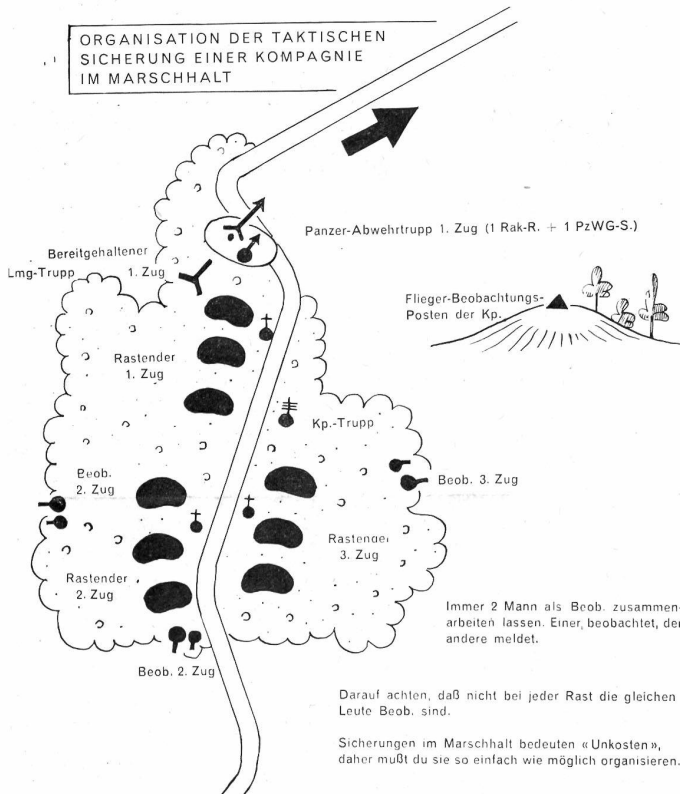 ORGANISATION DER TAKTISCHEN
SICHERUNG EINER KOMPAGNIE
IM MARSCHHALT
Panzer-Abwehrtrupp 1. Zug (1 Rak-R. + 1 PzWG-S.)
Bereitgehaltener
Lmg-Trupp 1. Zug
Flieger-Beobachtungs-
Posten der Kp.
Rastender
1. Zug
Kp.-Trupp
Beob.
2. Zug
Beob. 3. Zug
Rastender
3. Zug
Rastender
2. Zug
Immer 2 Mann als Beob. zusammen-
arbeiten lassen. Einer beobachtet, der
andere meldet.
Beob. 2. Zug
Darauf achten, daß nicht bei jeder Rast die gleichen
Leute Beob. sind.
Sicherungen im Marschhalt bedeuten «Unkosten»,
daher mußt du sie so einfach wie möglich organisieren.